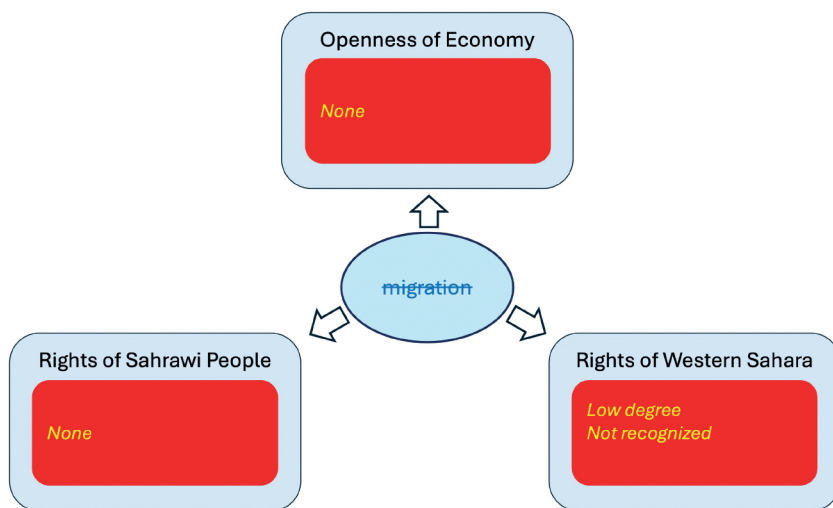 Openness of Economy
None
migration
Rights of Sahrawi People
None
Rights of Western Sahara
Low degree
Not recognized